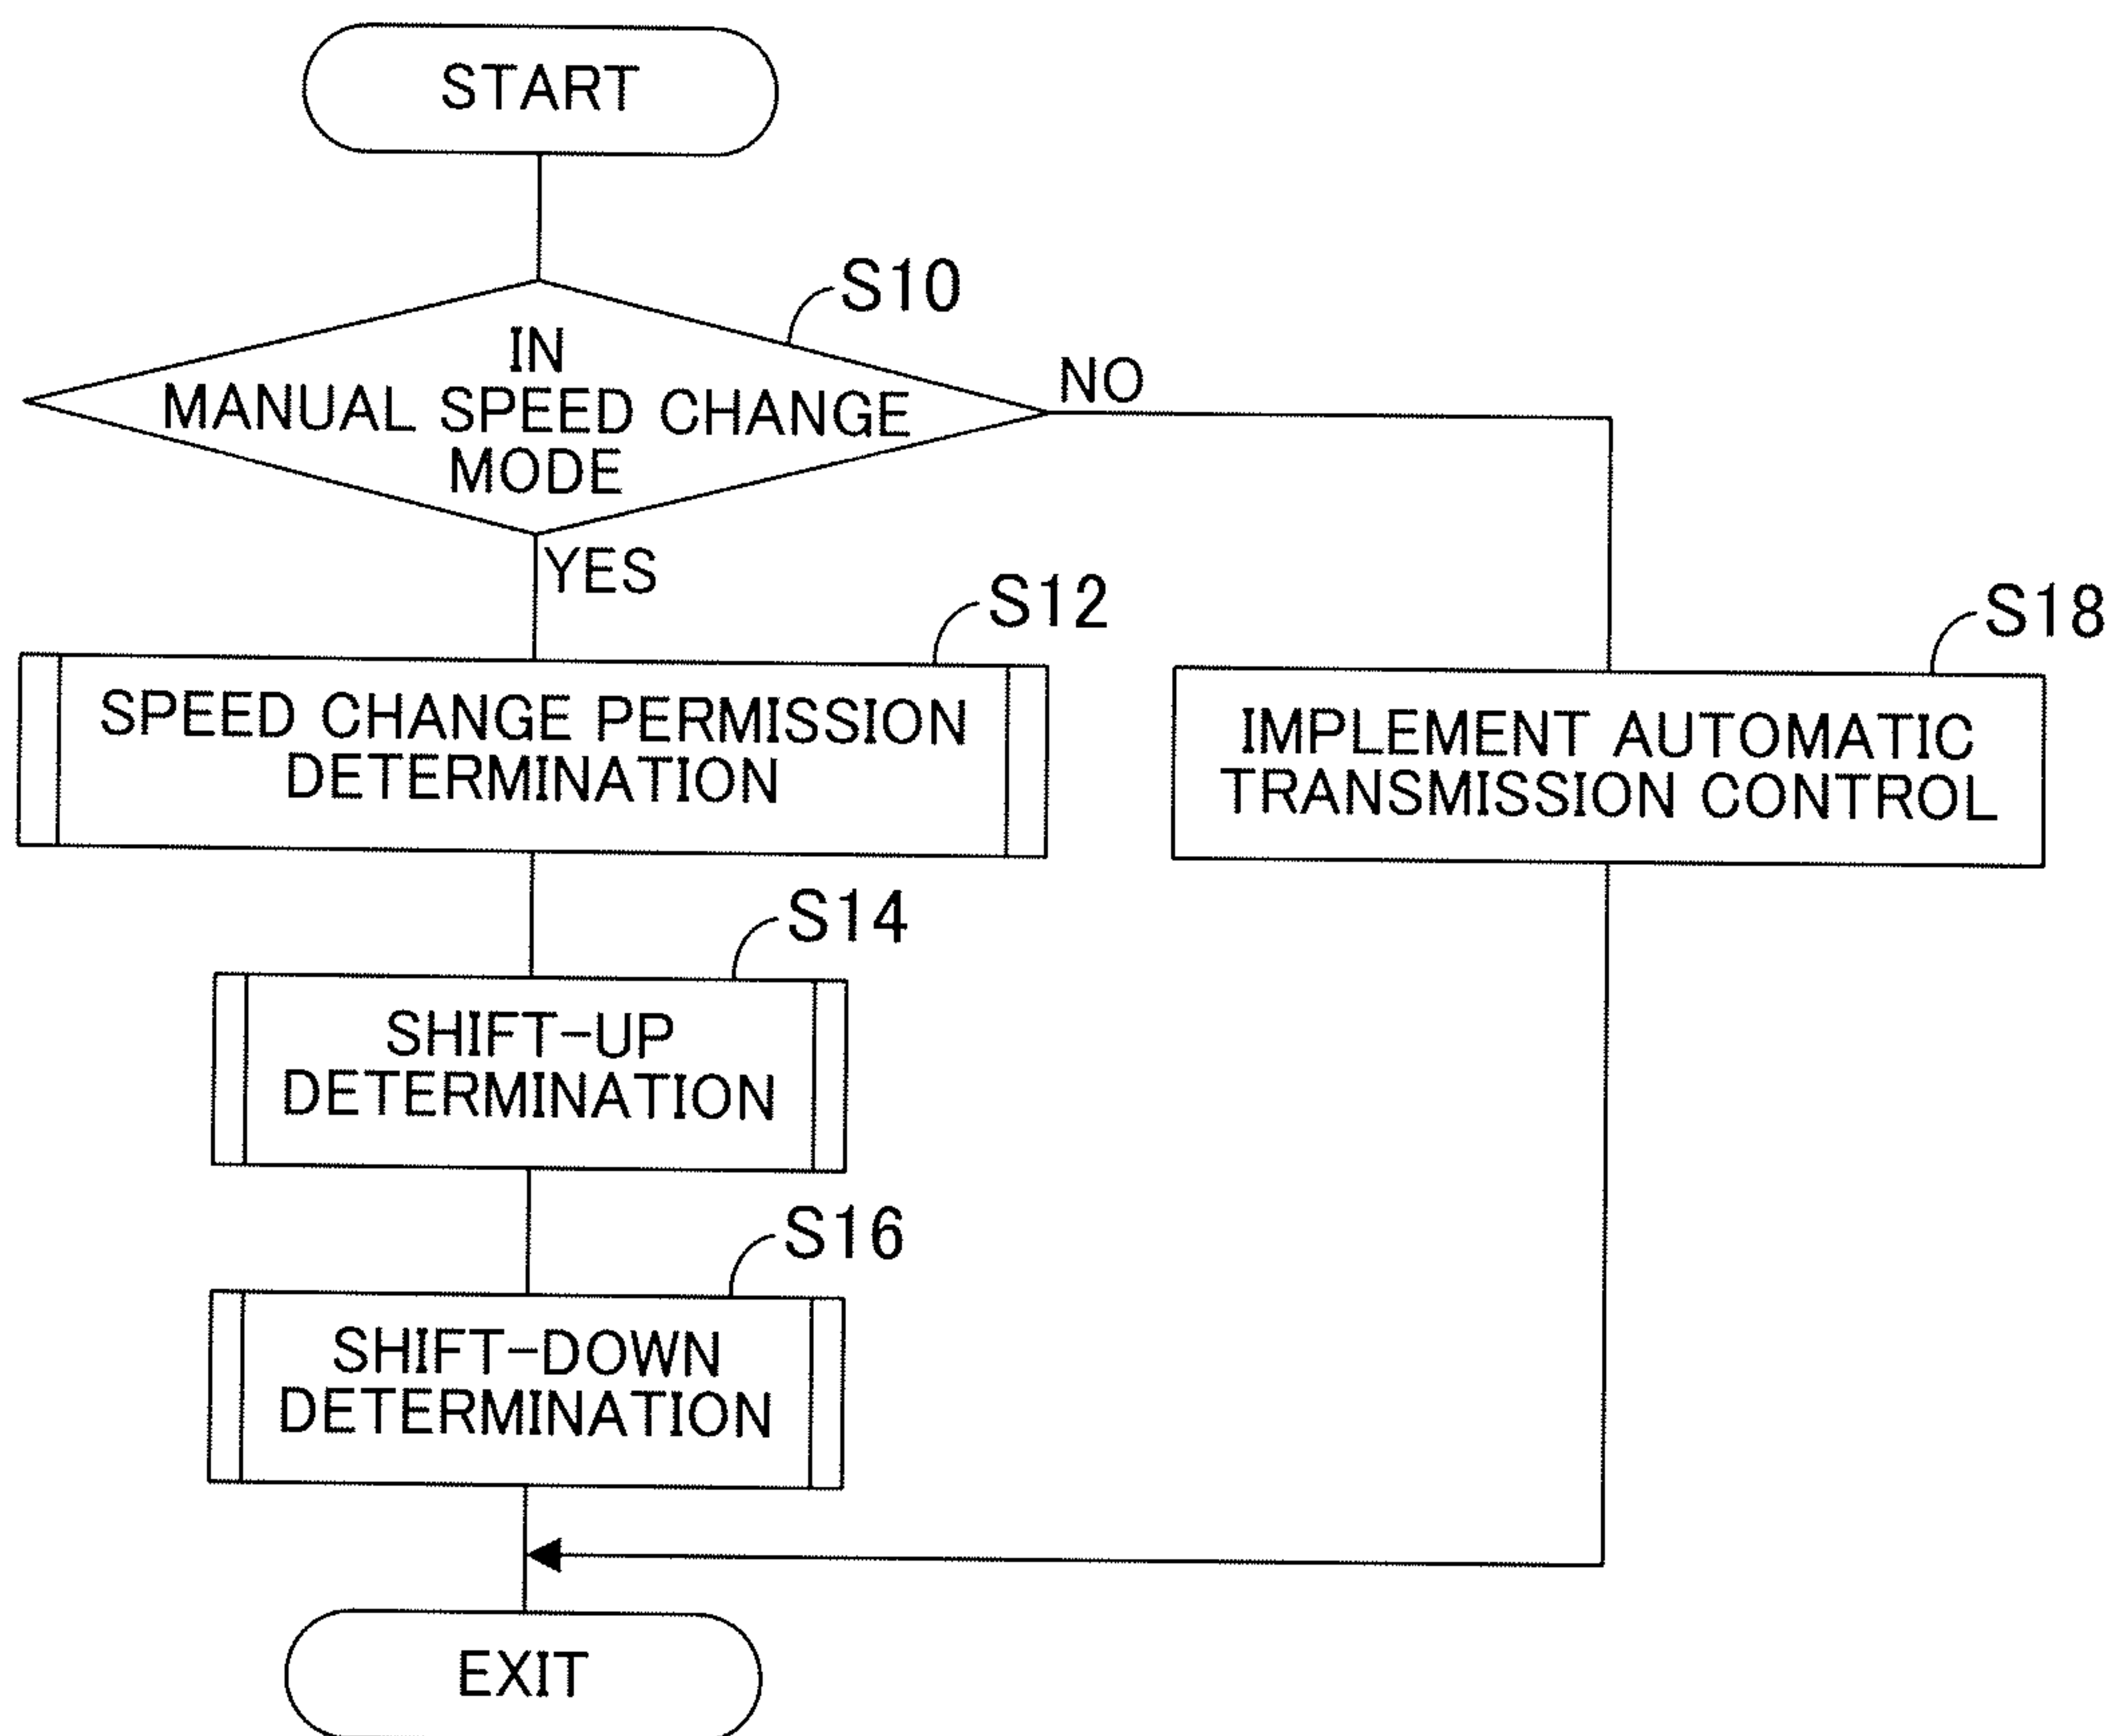 START
S10
IN
MANUAL SPEED CHANGE
MODE
NO
YES
S12
SPEED CHANGE PERMISSION
DETERMINATION
S18
IMPLEMENT AUTOMATIC
TRANSMISSION CONTROL
S14
SHIFT-UP
DETERMINATION
S16
SHIFT-DOWN
DETERMINATION
EXIT